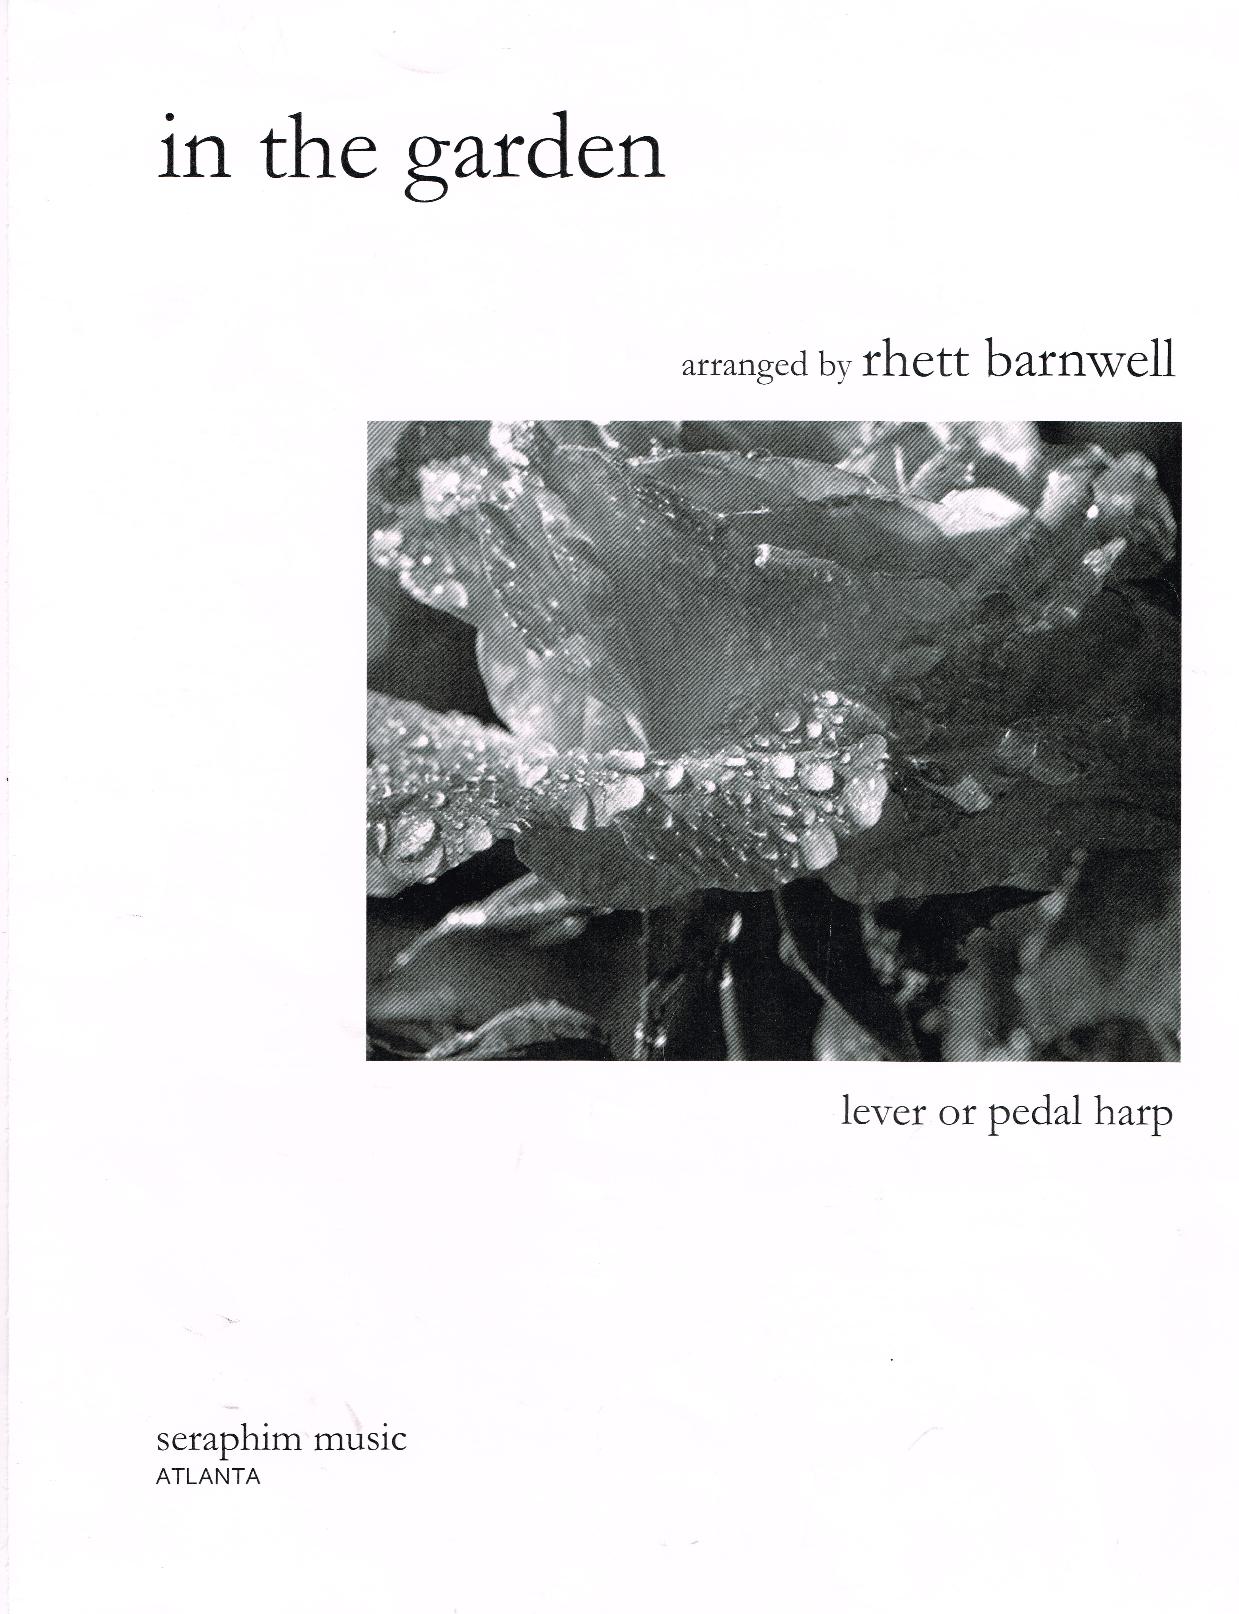 in the garden
arranged by rhett barnwell
lever or pedal harp
seraphim music
ATLANTA